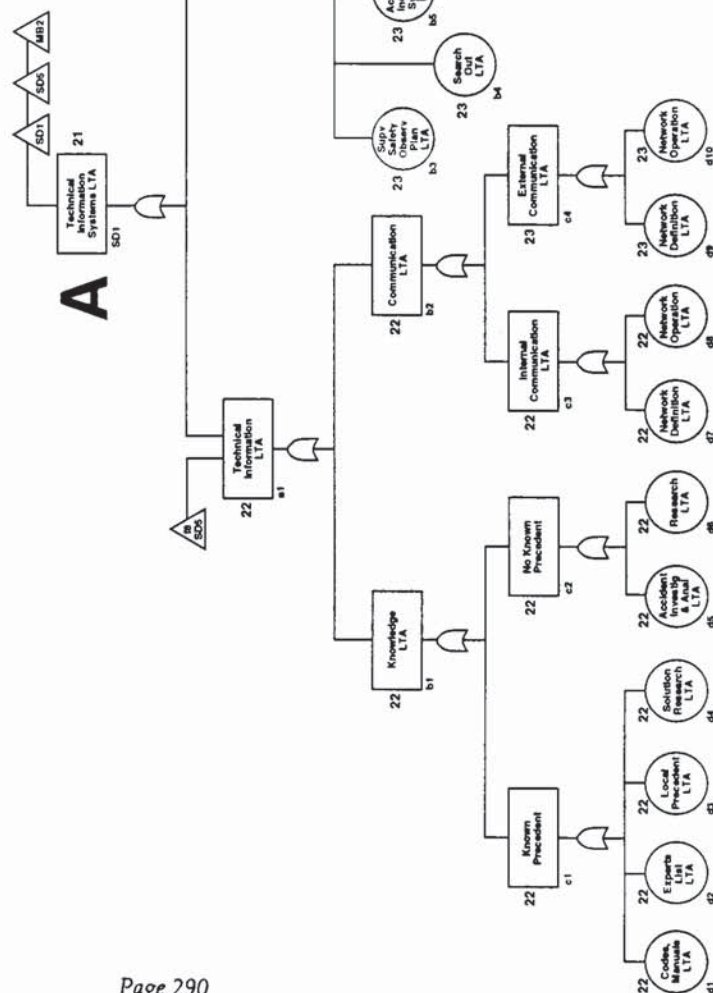 MB2
SD5
SD1
21
Technical
Information
Systems LTA
SD1
A
t8
SD5
22
Technical
Information
LTA
a1
23
b5
23
Search
Out
LTA
b4
23
Supv
Safety
Observ
Plan
LTA
b3
22
Knowledge
LTA
b1
22
Communication
LTA
b2
22
Known
Precedent
c1
22
No Known
Precedent
c2
22
Internal
Communication
LTA
c3
23
External
Communication
LTA
c4
22
Codes,
Manuals
LTA
d1
22
Experts
List
LTA
d2
22
Local
Precedent
LTA
d3
22
Solution
Research
LTA
d4
22
Accident
Investig
& Anal
LTA
d5
22
Research
LTA
d6
22
Network
Definition
LTA
d7
22
Network
Operation
LTA
d8
23
Network
Definition
LTA
d9
23
Network
Operation
LTA
d10
Page 290